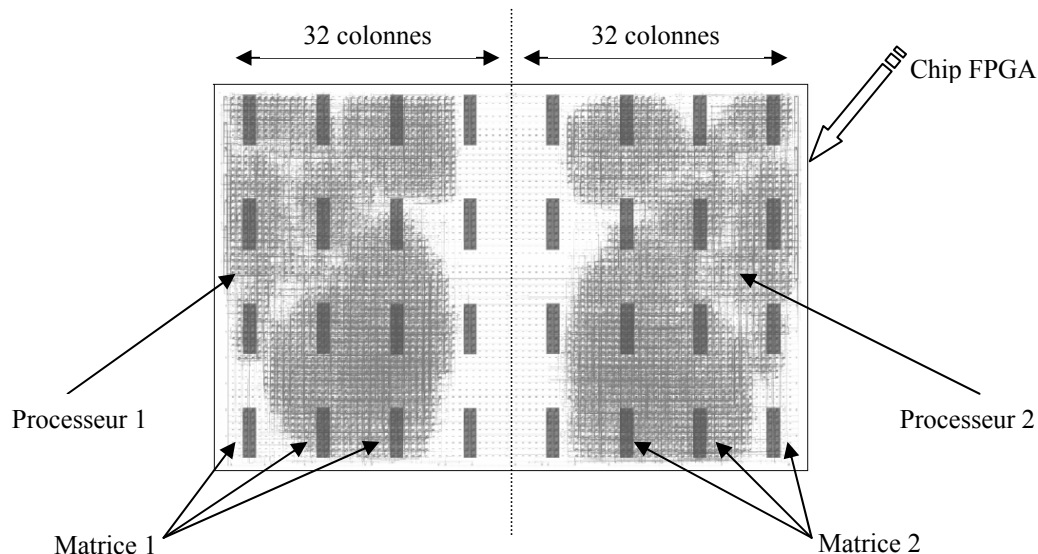 32 colonnes
32 colonnes
Chip FPGA
Processeur 1
Processeur 2
Matrice 1
Matrice 2